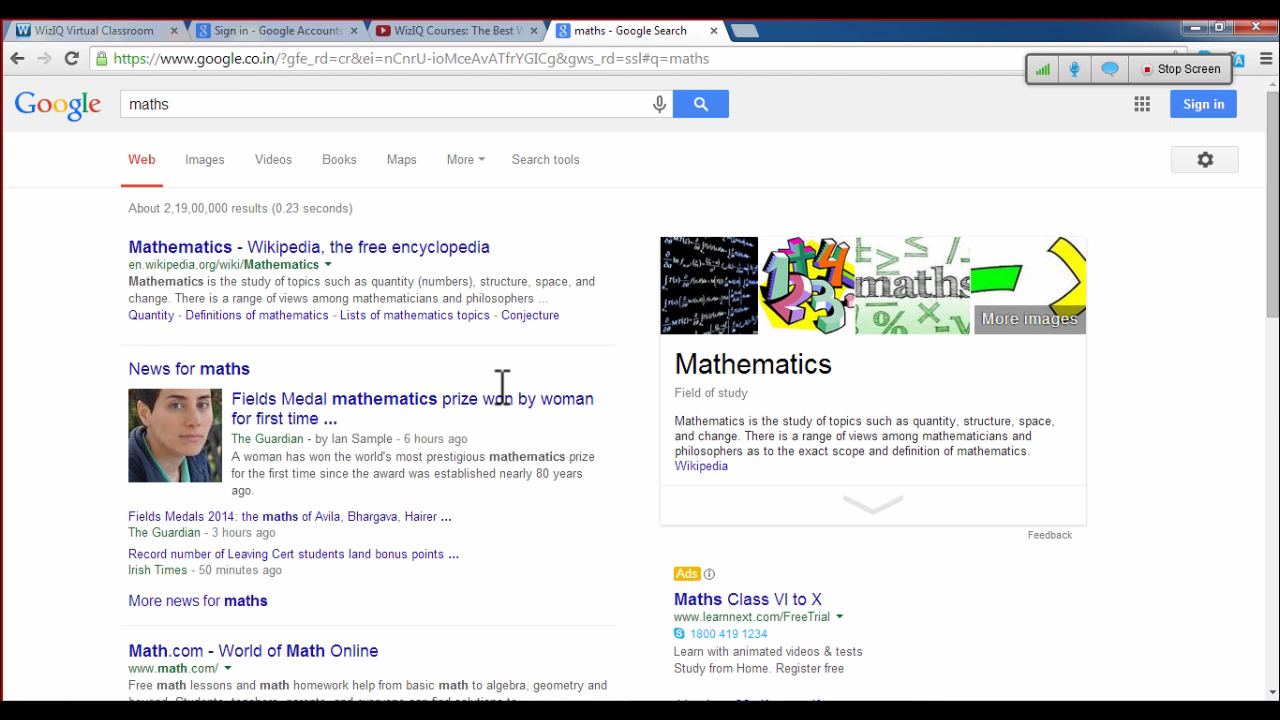 WizIQ Virtual Classroom
Sign in - Google Accounts
WizIQ Courses: The Best
maths - Google Search
https://www.google.co.in/?gfe_rd=cr&ei=nCnrU-ioMceAvATfrYGICg&gws_rd=ssl#q=maths
Stop Screen
Google
maths
Sign in
Web Images Videos Books Maps More Search tools
About 2,19,00,000 results (0.23 seconds)
Mathematics - Wikipedia, the free encyclopedia
en.wikipedia.org/wiki/Mathematics
Mathematics is the study of topics such as quantity (numbers), structure, space, and
change. There is a range of views among mathematicians and philosophers ...
Quantity - Definitions of mathematics - Lists of mathematics topics - Conjecture
News for maths
Fields Medal mathematics prize won by woman
for first time ...
The Guardian - by Ian Sample - 6 hours ago
A woman has won the world's most prestigious mathematics prize
for the first time since the award was established nearly 80 years
ago.
Fields Medals 2014: the maths of Avila, Bhargava, Hairer ...
The Guardian - 3 hours ago
Record number of Leaving Cert students land bonus points ...
Irish Times - 50 minutes ago
More news for maths
Math.com - World of Math Online
www.math.com/
Free math lessons and math homework help from basic math to algebra, geometry and
maths
More images
Mathematics
Field of study
Mathematics is the study of topics such as quantity, structure, space,
and change. There is a range of views among mathematicians and
philosophers as to the exact scope and definition of mathematics.
Wikipedia
Feedback
Ads
Maths Class VI to X
www.learnnext.com/FreeTrial
1800 419 1234
Learn with animated videos & tests
Study from Home. Register free